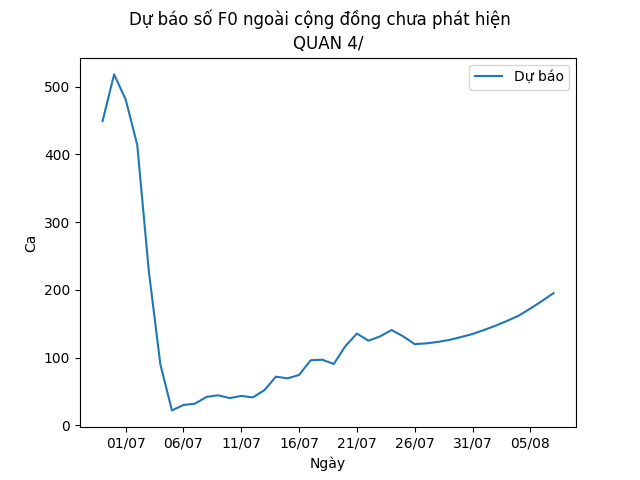 Dự báo số F0 ngoài cộng đồng chưa phát hiện
QUAN 4/
Dự báo
500
400
300
200
100
0
Ca
01/07 06/07 11/07 16/07 21/07 26/07 31/07 05/08
Ngày